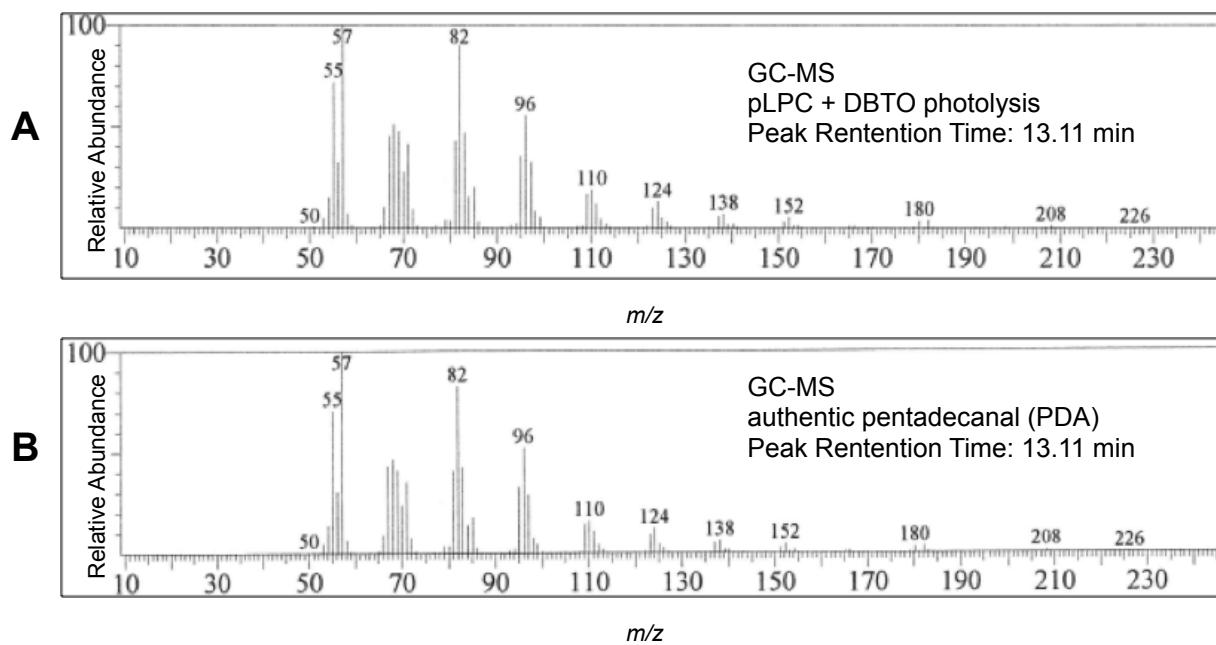 A
Relative Abundance
100
57
82
55
96
110
124
138
152
180
208
226
50
GC-MS
pLPC + DBTO photolysis
Peak Rentention Time: 13.11 min
10 30 50 70 90 110 130 150 170 190 210 230
m/z
B
Relative Abundance
100
57
82
55
96
110
124
138
152
180
208
226
50
GC-MS
authentic pentadecanal (PDA)
Peak Rentention Time: 13.11 min
10 30 50 70 90 110 130 150 170 190 210 230
m/z